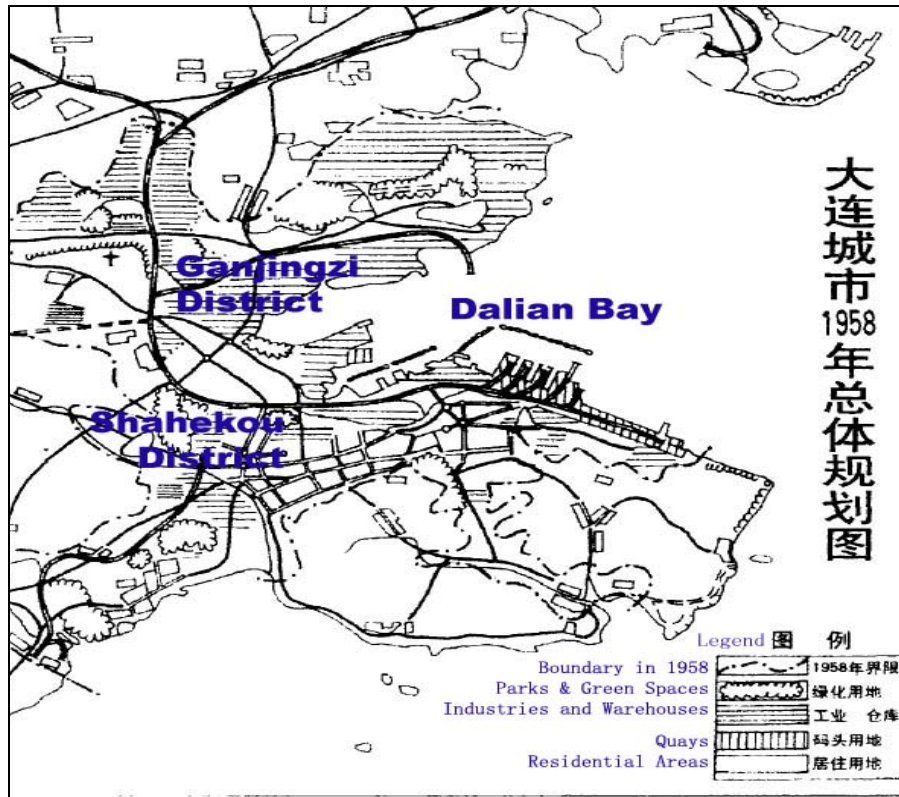 大连城市1958年总体规划图
Ganjingzi
District
Dalian Bay
Shahekou
District
Legend 图 例
Boundary in 1958 1958年界限
Parks & Green Spaces 绿化用地
Industries and Warehouses 工业 仓库
Quays 码头用地
Residential Areas 居住用地